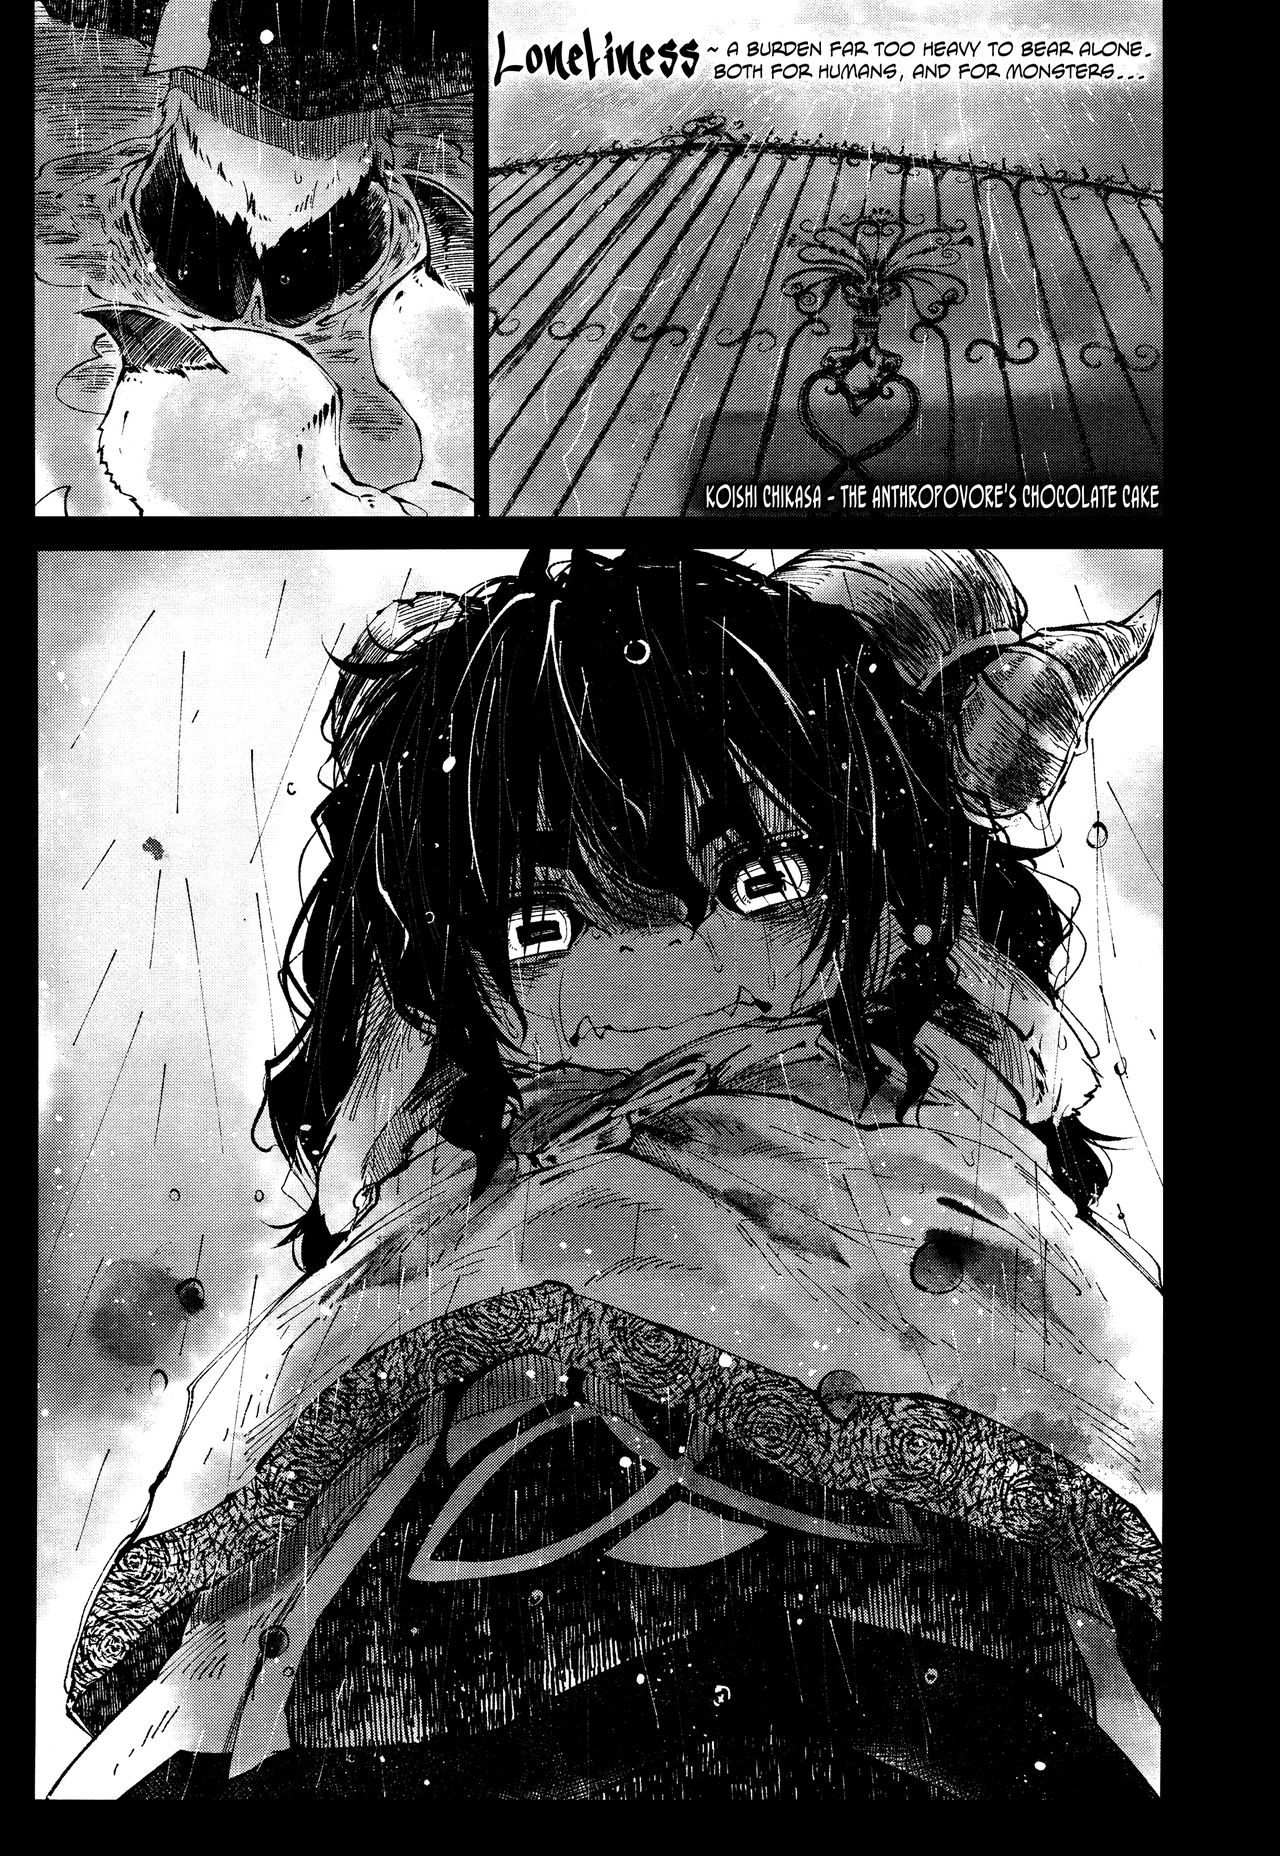 Loneliness ~ A BURDEN FAR TOO HEAVY TO BEAR ALONE.
BOTH FOR HUMANS, AND FOR MONSTERS...
KOISHI CHIKASA - THE ANTHROPOVORE'S CHOCOLATE CAKE